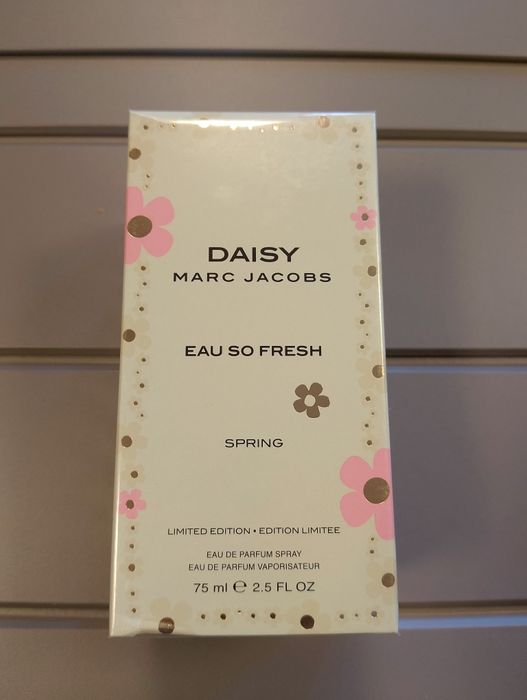 DAISY
MARC JACOBS
EAU SO FRESH
SPRING
LIMITED EDITION • EDITION LIMITEE
EAU DE PARFUM SPRAY
EAU DE PARFUM VAPORISATEUR
75 ml ℮ 2.5 FL OZ